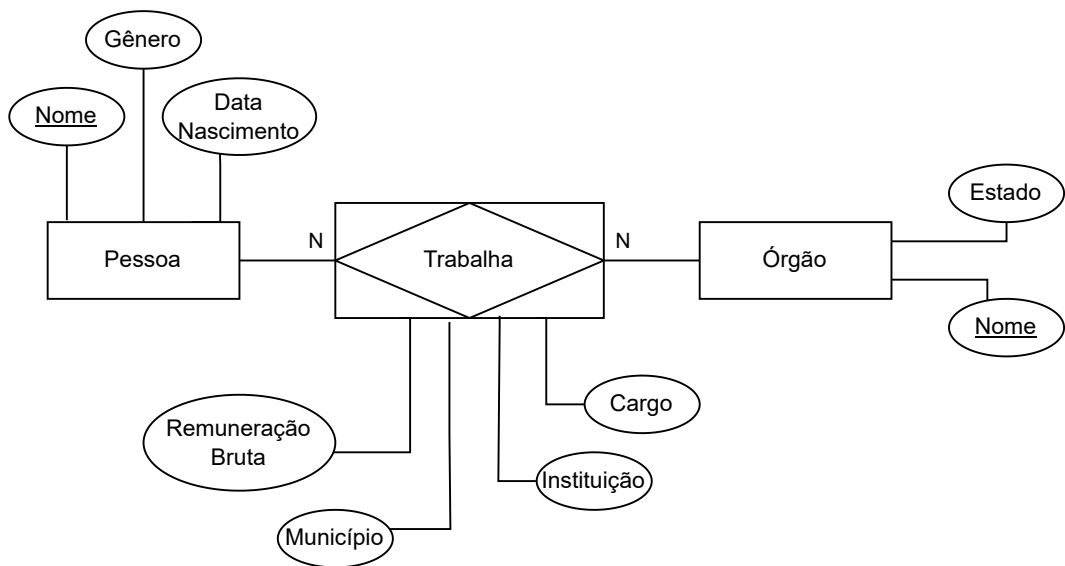 Gênero
Nome
Data
Nascimento
Estado
Pessoa
N
Trabalha
N
Órgão
Nome
Cargo
Remuneração
Bruta
Instituição
Município